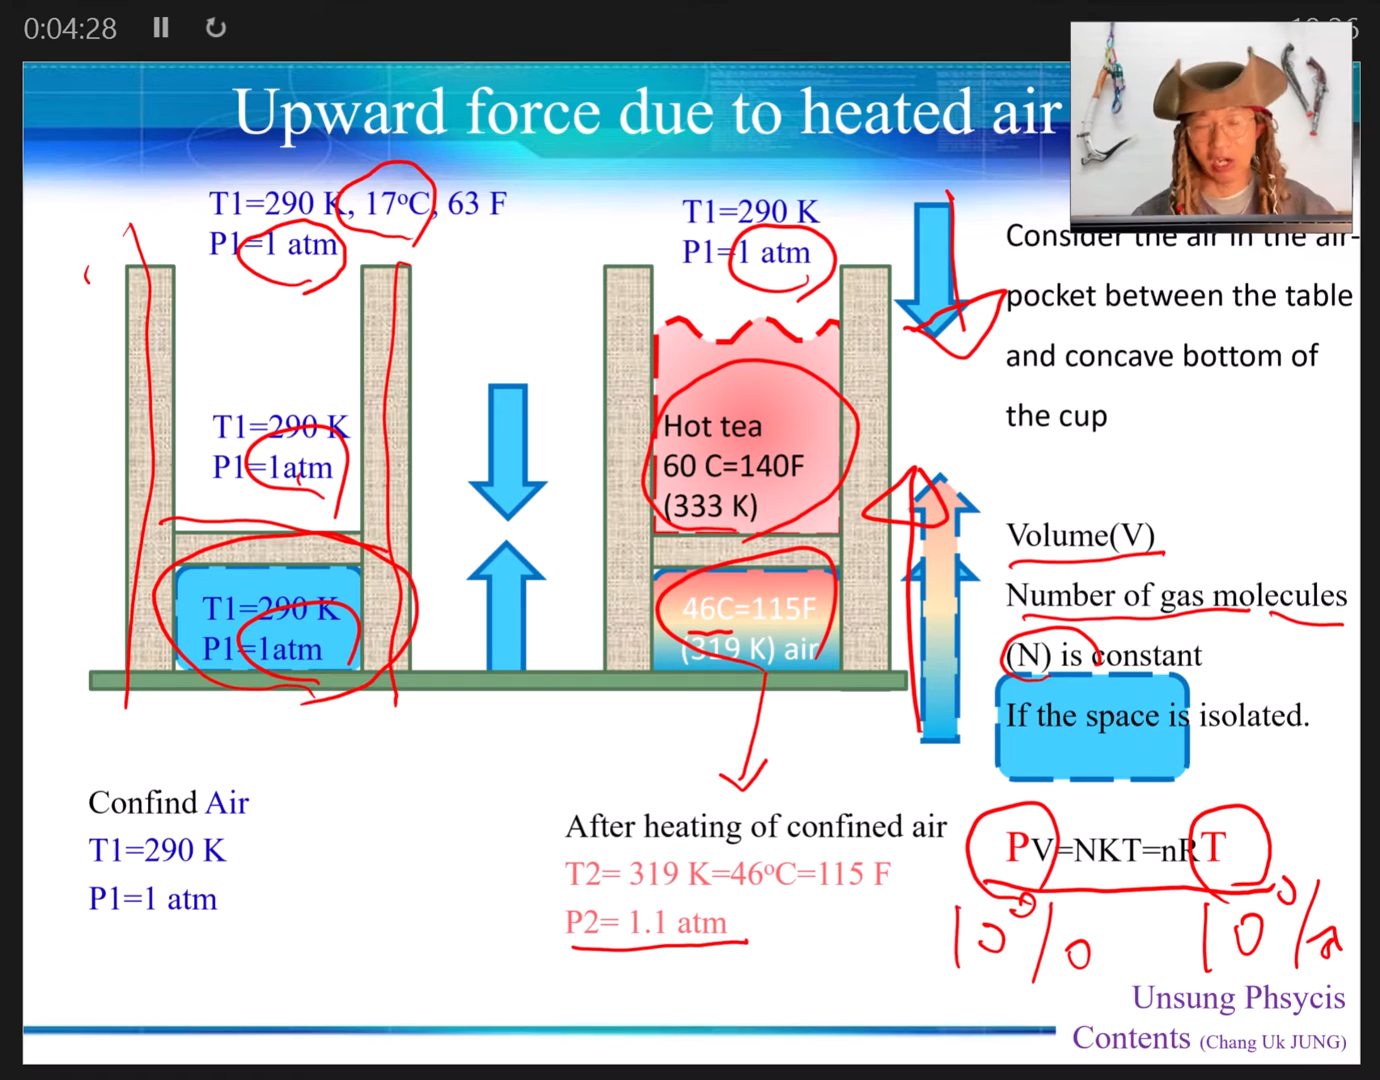 0:04:28
Upward force due to heated air
T1=290 K, 17°C, 63 F
P1=1 atm
T1=290 K
P1=1atm
T1=290 K
P1=1atm
T1=290 K
P1=1 atm
Hot tea
60 C=140F
(333 K)
46C=115F
(319 K) air
Consider the air in the air-
pocket between the table
and concave bottom of
the cup
Volume(V)
Number of gas molecules
(N) is constant
If the space is isolated.
Confind Air
T1=290 K
P1=1 atm
After heating of confined air
T2= 319 K=46°C=115 F
P2= 1.1 atm
PV=NKT=nRT
10%
10%
Unsung Phsycis
Contents (Chang Uk JUNG)